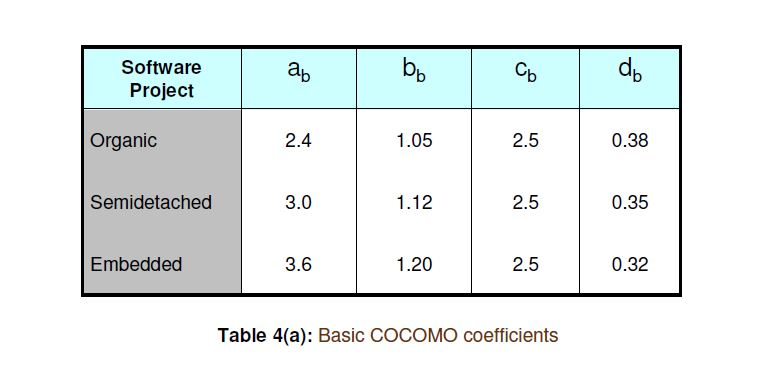 Software Project a_b b_b c_b d_b
Organic 2.4 1.05 2.5 0.38
Semidetached 3.0 1.12 2.5 0.35
Embedded 3.6 1.20 2.5 0.32
Table 4(a): Basic COCOMO coefficients